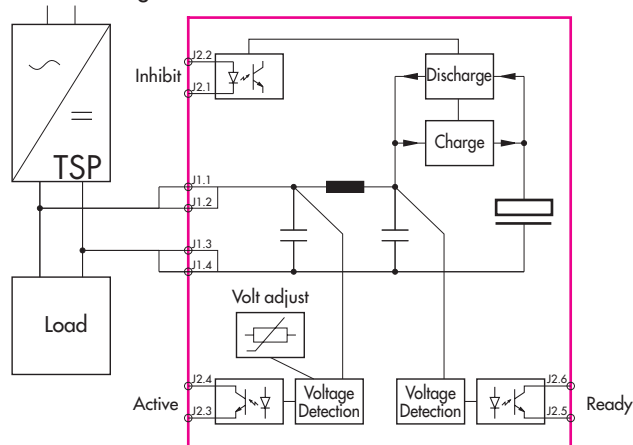 J2.2
Inhibit
J2.1
Discharge
Charge
TSP
J1.1
J1.2
J1.3
J1.4
Load
Volt adjust
J2.4
Active
J2.3
Voltage
Detection
Voltage
Detection
J2.6
Ready
J2.5